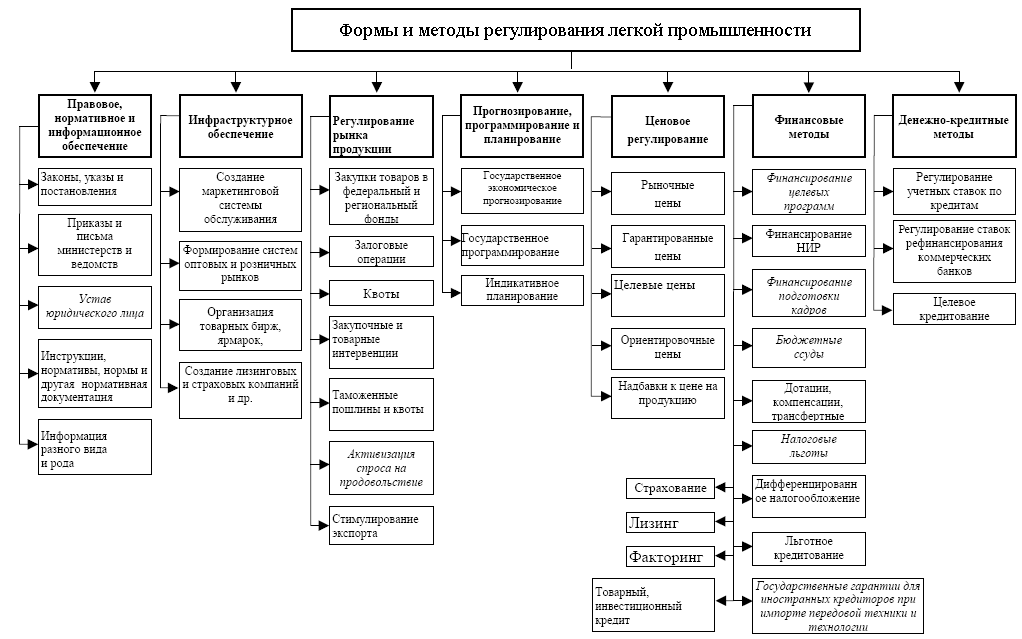 Формы и методы регулирования легкой промышленности
Правовое,
нормативное и
информационное
обеспечение
Законы, указы и
постановления
Приказы и
письма
министерств и
ведомств
Устав
юридического лица
Инструкции,
нормативы, нормы и
другая нормативная
документация
Информация
разного вида
и рода
Инфраструктурное
обеспечение
Создание
маркетинговой
системы
обслуживания
Формирование систем
оптовых и розничных
рынков
Организация
товарных бирж,
ярмарок,
Создание лизинговых
и страховых компаний
и др.
Регулирование
рынка
продукции
Закупки товаров в
федеральный и
региональный
фонды
Залоговые
операции
Квоты
Закупочные и
товарные
интервенции
Таможенные
пошлины и квоты
Активизация
спроса на
продовольствие
Стимулирование
экспорта
Прогнозирование,
программирование и
планирование
Государственное
экономическое
прогнозирование
Государственное
программирование
Индикативное
планирование
Ценовое
регулирование
Рыночные
цены
Гарантированные
цены
Целевые цены
Ориентировочные
цены
Надбавки к цене на
продукцию
Финансовые
методы
Финансирование
целевых
программ
Финансирование
НИР
Финансирование
подготовки
кадров
Бюджетные
ссуды
Дотации,
компенсации,
трансфертные
Налоговые
льготы
Дифференцированн
ое налогообложение
Льготное
кредитование
Государственные гарантии для
иностранных кредиторов при
импорте передовой техники и
технологии
Страхование
Лизинг
Факторинг
Товарный,
инвестиционный
кредит
Денежно-кредитные
методы
Регулирование
учетных ставок по
кредитам
Регулирование ставок
рефинансирования
коммерческих
банков
Целевое
кредитование